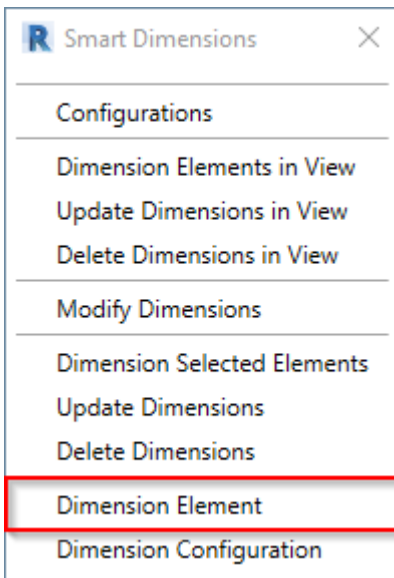 R Smart Dimensions
Configurations
Dimension Elements in View
Update Dimensions in View
Delete Dimensions in View
Modify Dimensions
Dimension Selected Elements
Update Dimensions
Delete Dimensions
Dimension Element
Dimension Configuration